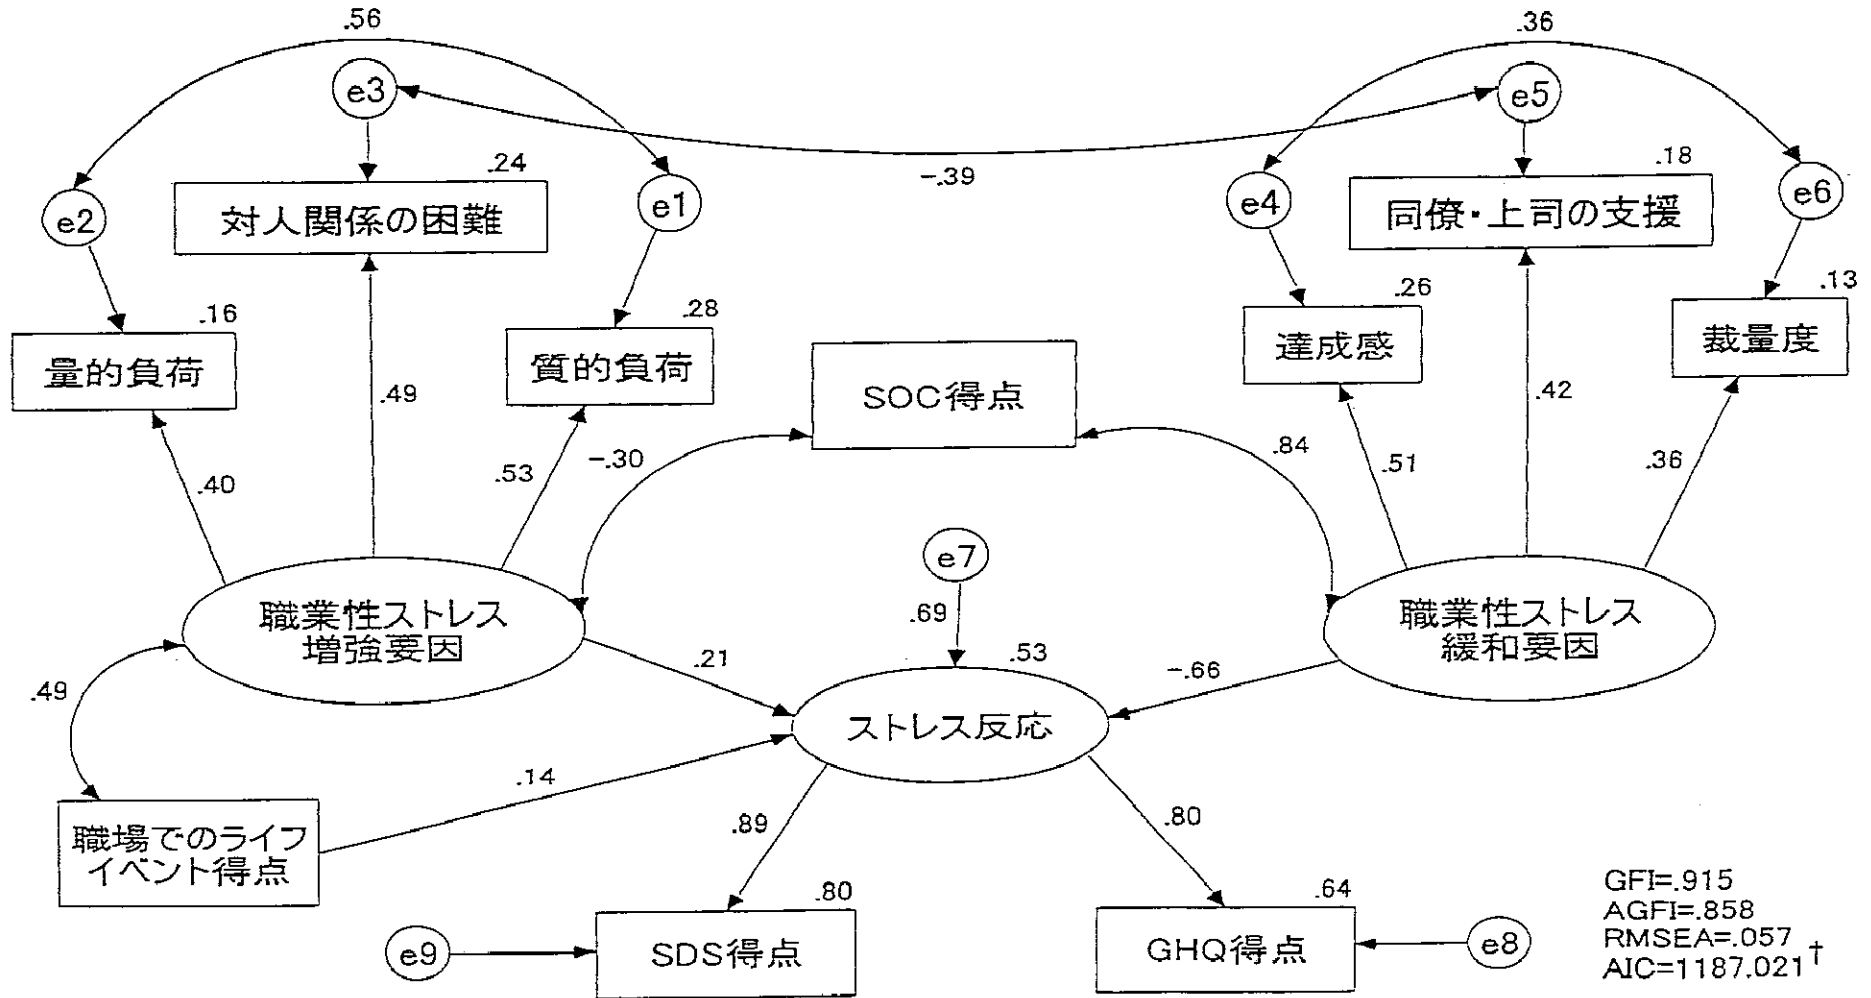 .56
.36
e3
e5
-.39
.24
.18
e2
e1
e4
e6
対人関係の困難
同僚・上司の支援
.16
.28
.26
.13
量的負荷
質的負荷
SOC得点
達成感
裁量度
.40
.49
.53
-.30
.84
.51
.42
.36
e7
.69
.53
職業性ストレス
増強要因
職業性ストレス
緩和要因
.49
.21
-.66
ストレス反応
.14
.89
.80
職場でのライフ
イベント得点
.80
.64
e9
SDS得点
GHQ得点
e8
GFI=.915
AGFI=.858
RMSEA=.057
AIC=1187.021†